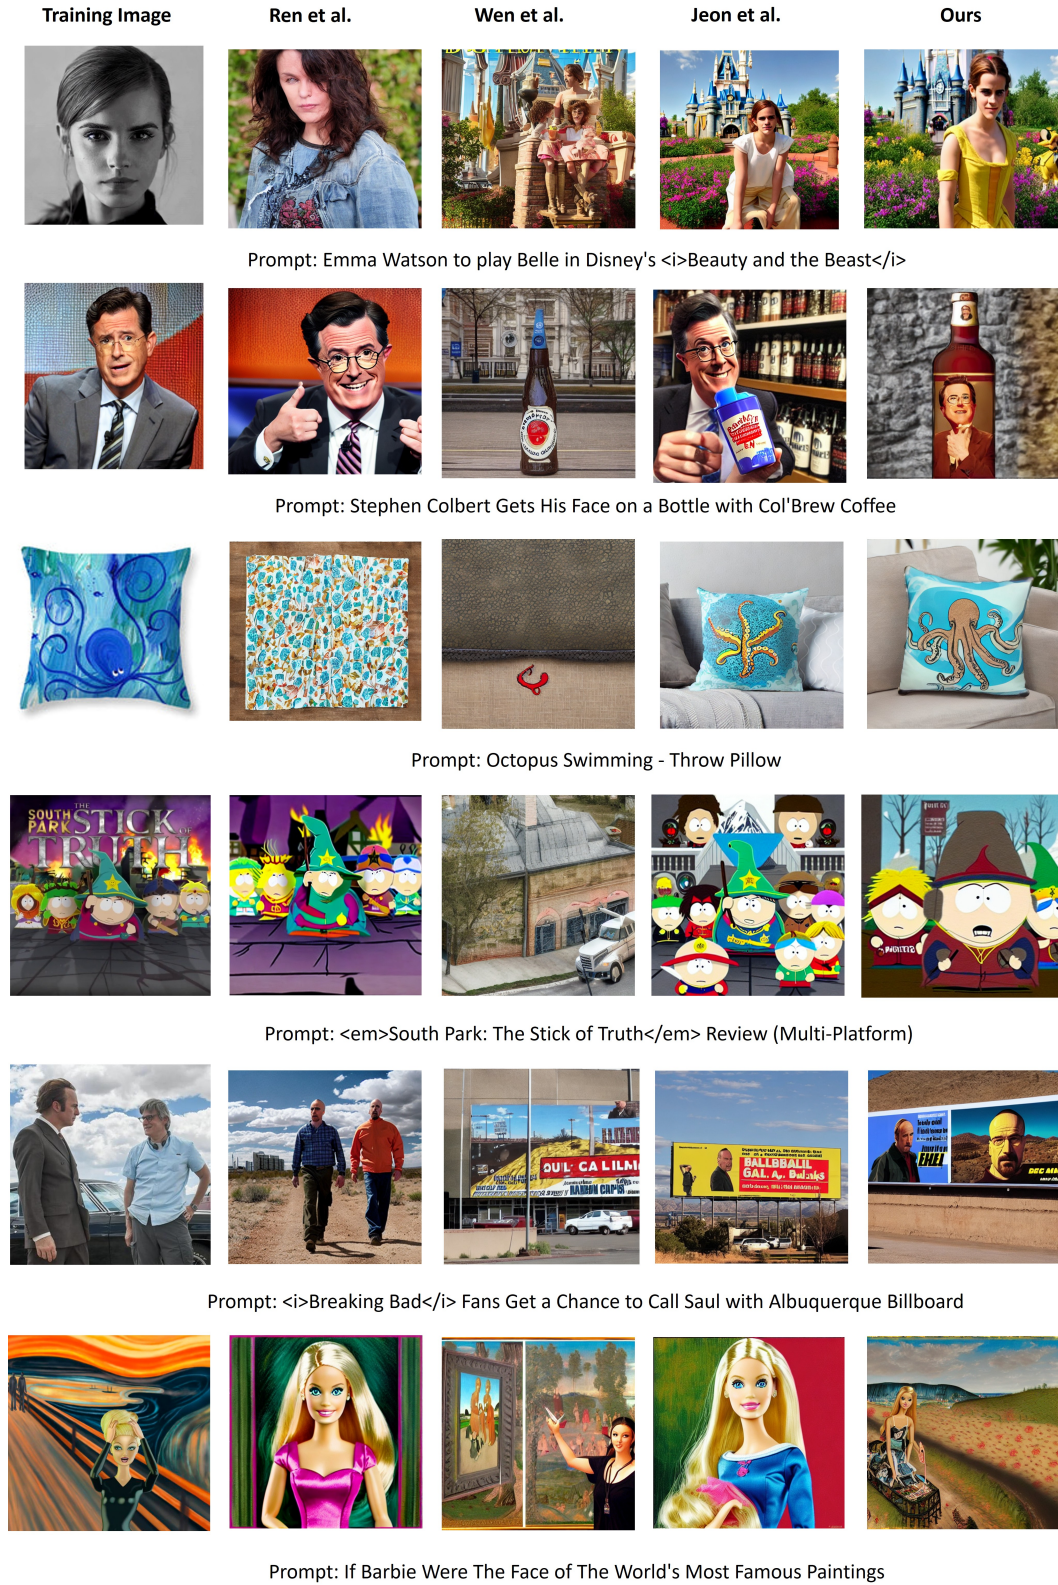 Training Image Ren et al. Wen et al. Jeon et al. Ours
Prompt: Emma Watson to play Belle in Disney's <i>Beauty and the Beast</i>
Prompt: Stephen Colbert Gets His Face on a Bottle with Col'Brew Coffee
Prompt: Octopus Swimming - Throw Pillow
THE
SOUTH PARK STICK OF
TRUTH
Prompt: <em>South Park: The Stick of Truth</em> Review (Multi-Platform)
Prompt: <i>Breaking Bad</i> Fans Get a Chance to Call Saul with Albuquerque Billboard
Prompt: If Barbie Were The Face of The World's Most Famous Paintings